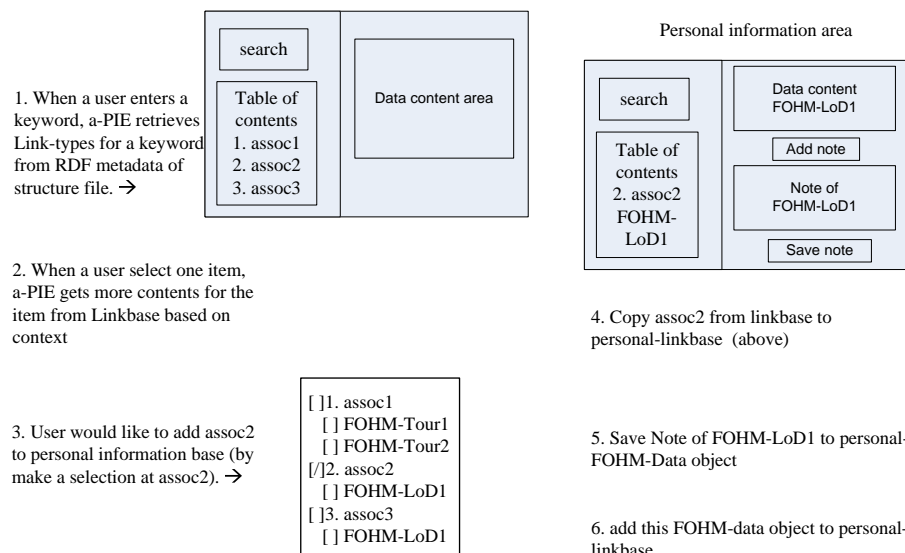 search
Table of
contents
1. assoc1
2. assoc2
3. assoc3
Data content area
1. When a user enters a
keyword, a-PIE retrieves
Link-types for a keyword
from RDF metadata of
structure file. →
2. When a user select one item,
a-PIE gets more contents for the
item from Linkbase based on
context
3. User would like to add assoc2
to personal information base (by
make a selection at assoc2). →
[ ]1. assoc1
[ ] FOHM-Tour1
[ ] FOHM-Tour2
[/]2. assoc2
[ ] FOHM-LoD1
[ ]3. assoc3
[ ] FOHM-LoD1
Personal information area
search
Table of
contents
2. assoc2
FOHM-
LoD1
Data content
FOHM-LoD1
Add note
Note of
FOHM-LoD1
Save note
4. Copy assoc2 from linkbase to
personal-linkbase (above)
5. Save Note of FOHM-LoD1 to personal-
FOHM-Data object
6. add this FOHM-data object to personal-
linkbase